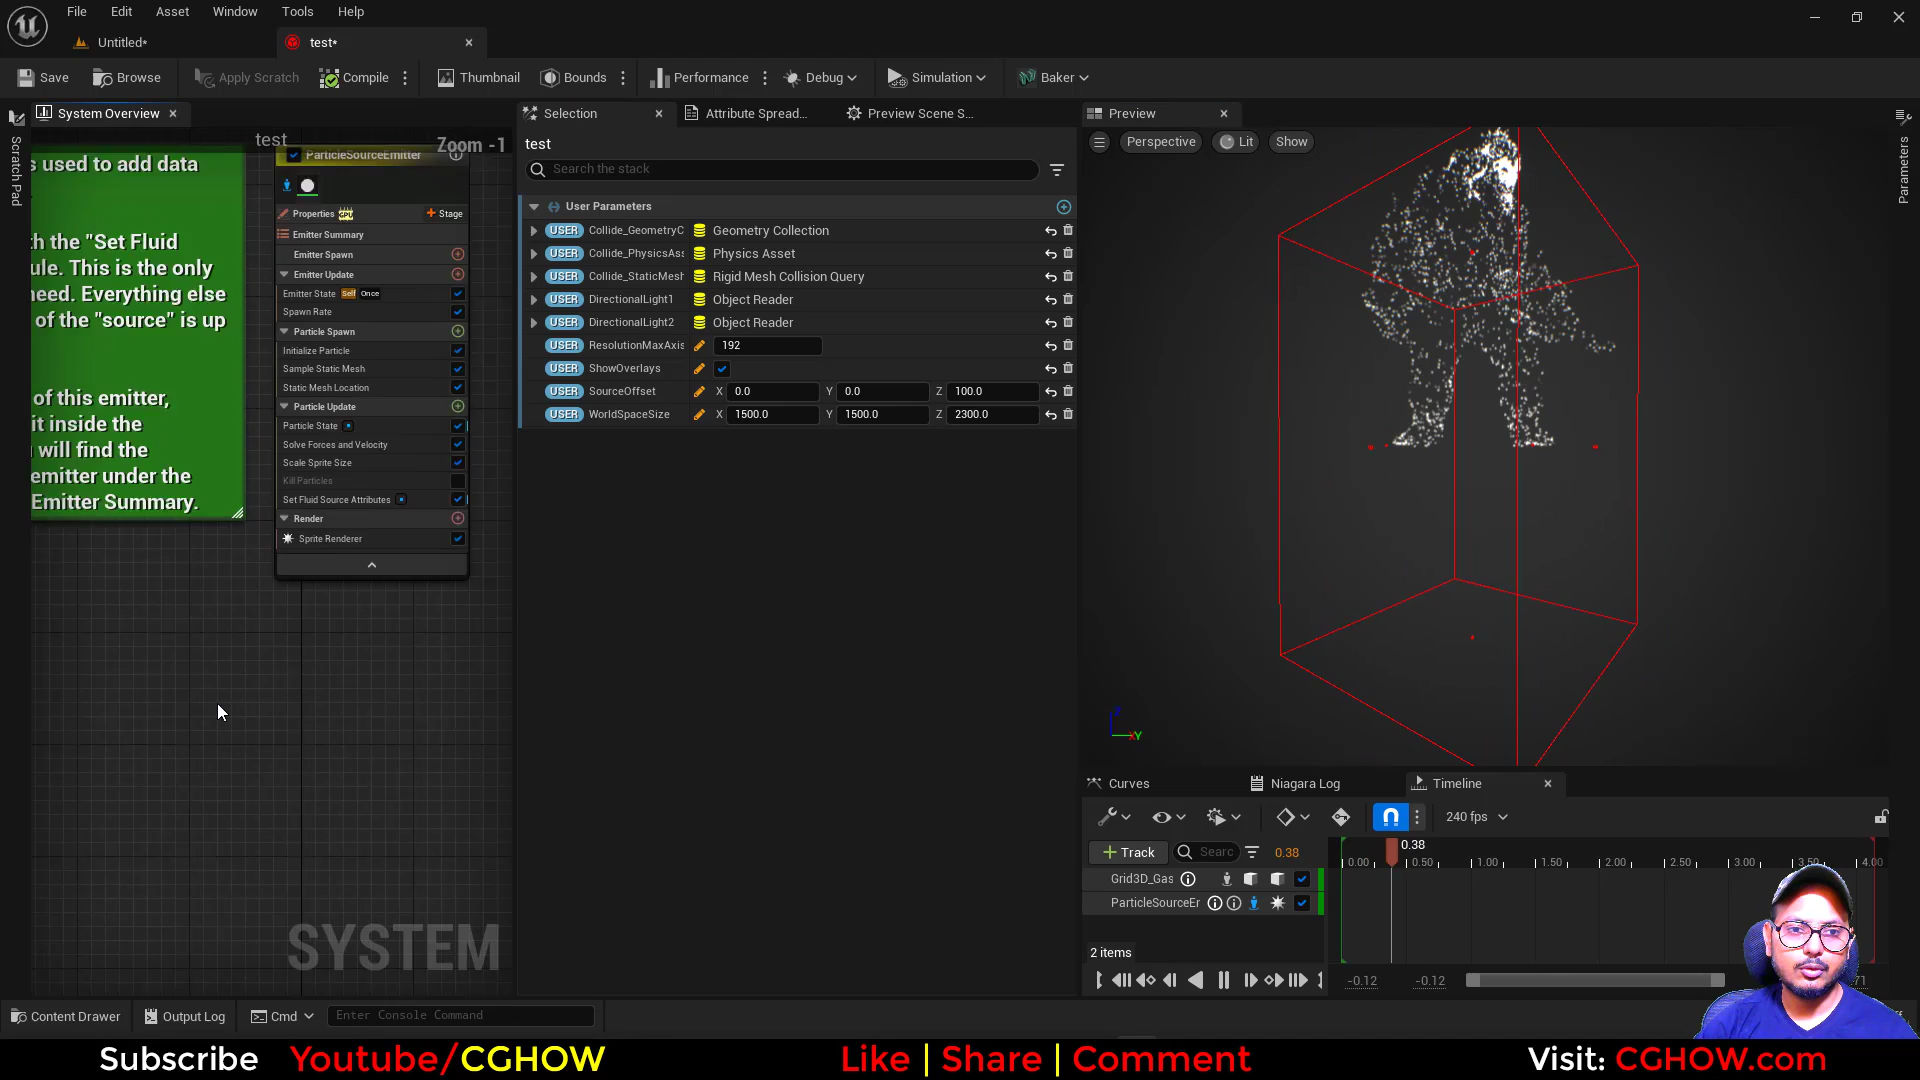 File Edit Asset Window Tools Help
Untitled* test*
Save Browse Apply Scratch Compile Thumbnail Bounds Performance Debug Simulation Baker
System Overview
Scratch Pad
test
Zoom -1
s used to add data
h the "Set Fluid
ule. This is the only
need. Everything else
of the "source" is up
of this emitter,
it inside the
will find the
emitter under the
Emitter Summary.
ParticleSourceEmitter
Properties GPU Stage
Emitter Summary
Emitter Spawn
Emitter Update
Emitter State Self Once
Spawn Rate
Particle Spawn
Initialize Particle
Sample Static Mesh
Static Mesh Location
Particle Update
Particle State
Solve Forces and Velocity
Scale Sprite Size
Kill Particles
Set Fluid Source Attributes
Render
Sprite Renderer
SYSTEM
Selection Attribute Spread... Preview Scene S...
test
Search the stack
User Parameters
USER Collide_GeometryC Geometry Collection
USER Collide_PhysicsAss Physics Asset
USER Collide_StaticMesh Rigid Mesh Collision Query
USER DirectionalLight1 Object Reader
USER DirectionalLight2 Object Reader
USER ResolutionMaxAxis 192
USER ShowOverlays
USER SourceOffset X 0.0 Y 0.0 Z 100.0
USER WorldSpaceSize X 1500.0 Y 1500.0 Z 2300.0
Preview
Perspective Lit Show
Parameters
Y
Curves Niagara Log Timeline
240 fps
Track Searc 0.38
0.38
0.00 0.50 1.00 1.50 2.00 2.50 3.00 3.50 4.00
Grid3D_Gas
ParticleSourceEr
2 items
-0.12 -0.12
Content Drawer Output Log Cmd Enter Console Command
Subscribe Youtube/CGHOW Like | Share | Comment Visit: CGHOW.com